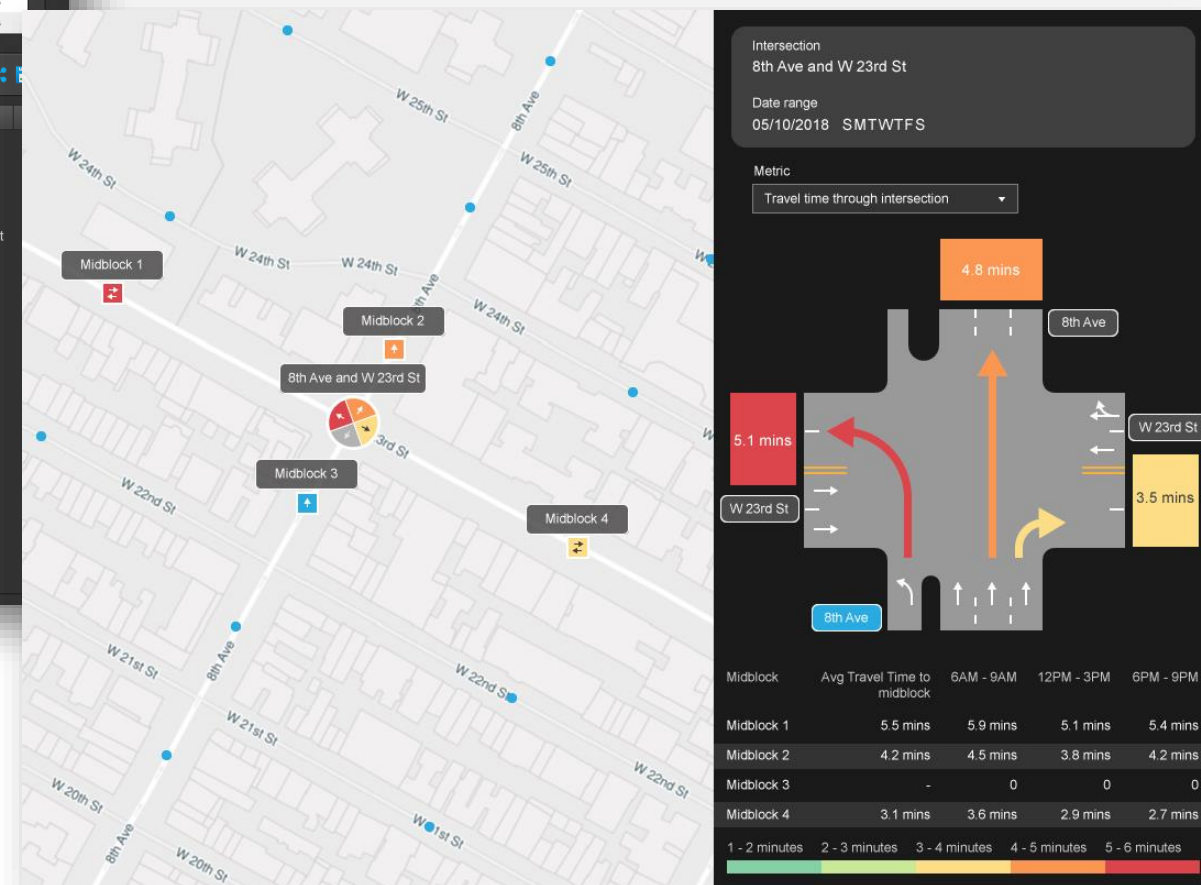 W 25th St
8th Ave
W 25th St
W 24th St
W 24th St
W 24th St
8th Ave
W 24th St
Midblock 1
Midblock 2
8th Ave and W 23rd St
3rd St
Midblock 3
Midblock 4
W 22nd St
W 21st St
8th Ave
W 22nd St
W 21st St
W 22nd St
W 20th St
8th Ave
W 20th St
W 21st St
Intersection
8th Ave and W 23rd St
Date range
05/10/2018 SMTWTFS
Metric
Travel time through intersection
4.8 mins
8th Ave
5.1 mins
W 23rd St
W 23rd St
3.5 mins
8th Ave
Midblock Avg Travel Time to midblock 6AM - 9AM 12PM - 3PM 6PM - 9PM
Midblock 1 5.5 mins 5.9 mins 5.1 mins 5.4 mins
Midblock 2 4.2 mins 4.5 mins 3.8 mins 4.2 mins
Midblock 3 - 0 0 0
Midblock 4 3.1 mins 3.6 mins 2.9 mins 2.7 mins
1 - 2 minutes 2 - 3 minutes 3 - 4 minutes 4 - 5 minutes 5 - 6 minutes